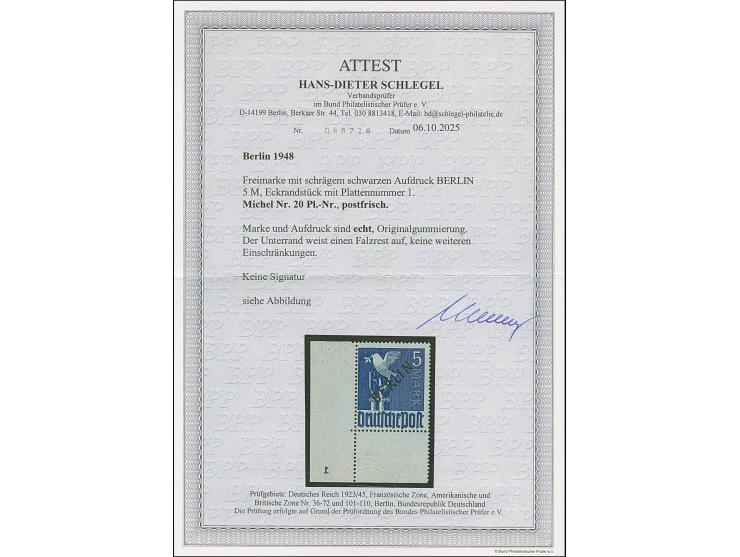 ATTEST
HANS-DIETER SCHLEGEL
Verbandsprüfer
im Bund Philatelistischer Prüfer e. V.
D-14199 Berlin, Berkaer Str. 44, Tel. 030 8813418, E-Mail: hd@schlegel-philatelie.de
Nr. 048726 Datum 06.10.2025
Berlin 1948
Freimarke mit schrägem schwarzen Aufdruck BERLIN
5 M, Eckrandstück mit Plattennummer 1.
Michel Nr. 20 Pl.-Nr., postfrisch.
Marke und Aufdruck sind echt, Originalgummierung.
Der Unterrand weist einen Falzrest auf, keine weiteren
Einschränkungen.
Keine Signatur
siehe Abbildung
5
MARK
BERLIN
Deutsche Post
1
Prüfgebiete: Deutsches Reich 1923/45, Französische Zone, Amerikanische und
Britische Zone Nr. 36-72 und 101-110; Berlin, Bundesrepublik Deutschland
Die Prüfung erfolgte auf Grund der Prüfordnung des Bundes Philatelistischer Prüfer e. V.
© Bund Philatelistischer Prüfer e.V.